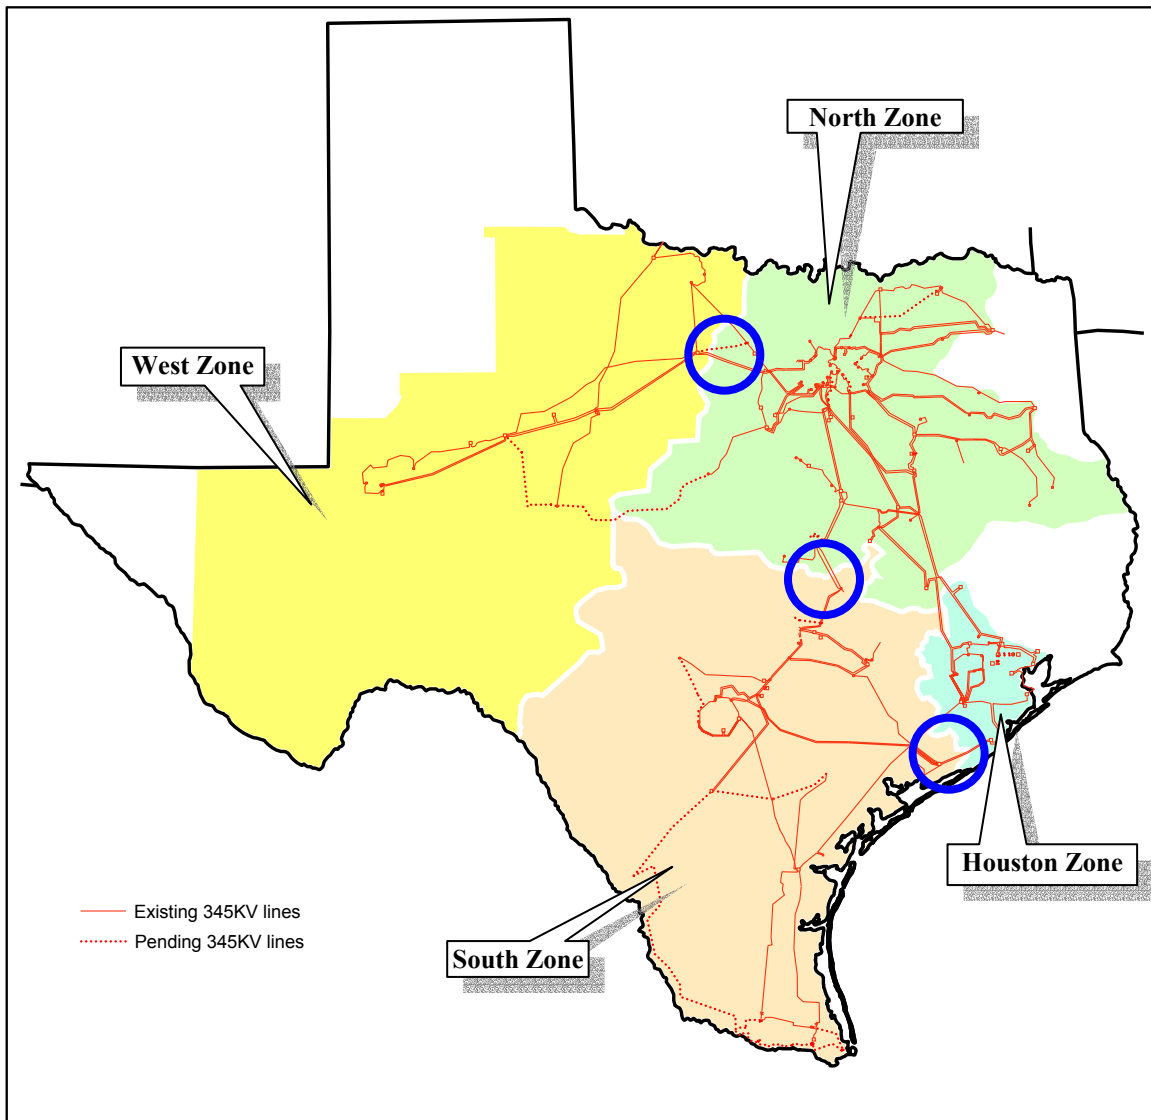 North Zone
West Zone
Houston Zone
Existing 345KV lines
Pending 345KV lines
South Zone